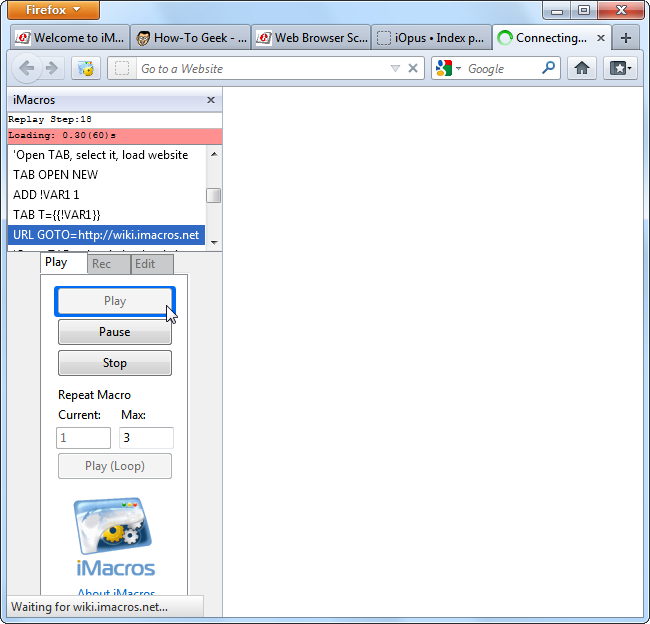 Firefox
Welcome to iM...
How-To Geek - ...
Web Browser Sc...
iOpus • Index p...
Connecting...
Go to a Website
Google
iMacros
Replay Step:18
Loading: 0.30(60)s
'Open TAB, select it, load website
TAB OPEN NEW
ADD !VAR1 1
TAB T={{!VAR1}}
URL GOTO=http://wiki.imacros.net
Play
Rec
Edit
Play
Pause
Stop
Repeat Macro
Current: Max:
1 3
Play (Loop)
iMacros
About iMacros
Waiting for wiki.imacros.net...